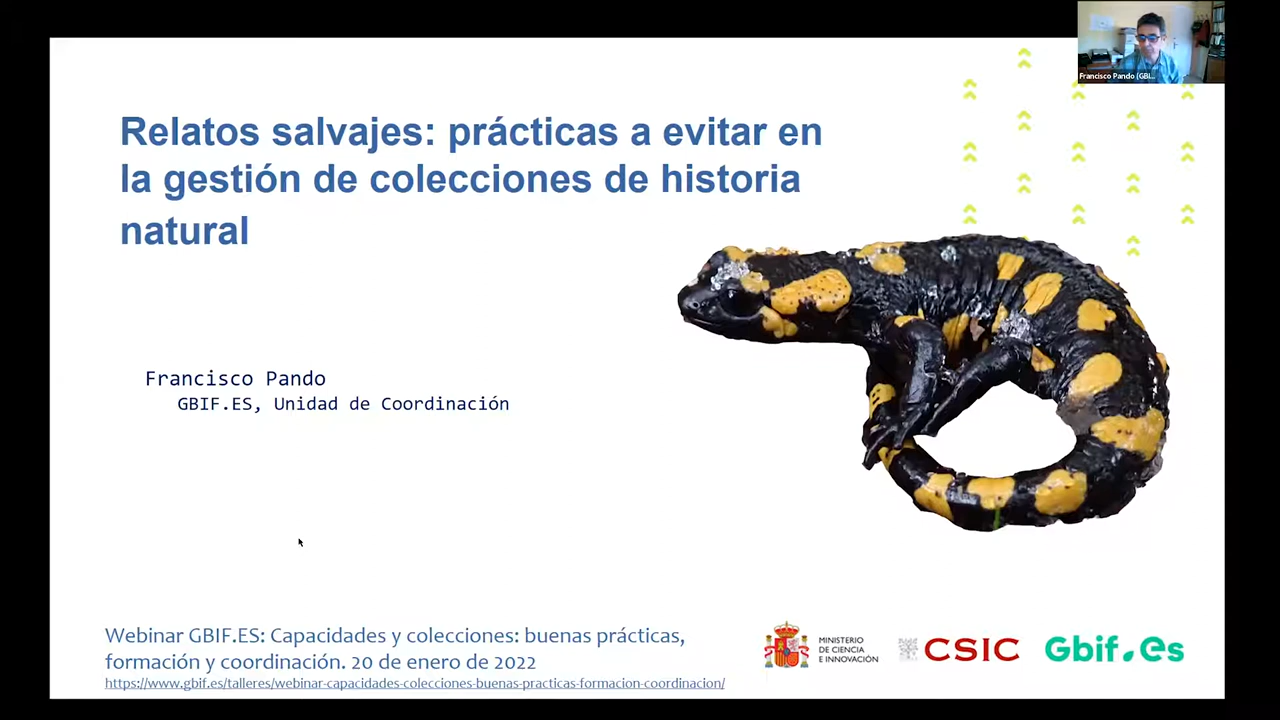 Francisco Pando (GBI...
Relatos salvajes: prácticas a evitar en
la gestión de colecciones de historia
natural
Francisco Pando
GBIF.ES, Unidad de Coordinación
Webinar GBIF.ES: Capacidades y colecciones: buenas prácticas,
formación y coordinación. 20 de enero de 2022
https://www.gbif.es/talleres/webinar-capacidades-colecciones-buenas-practicas-formacion-coordinacion/
MINISTERIO
DE CIENCIA
E INNOVACIÓN
CSIC
Gbif.es